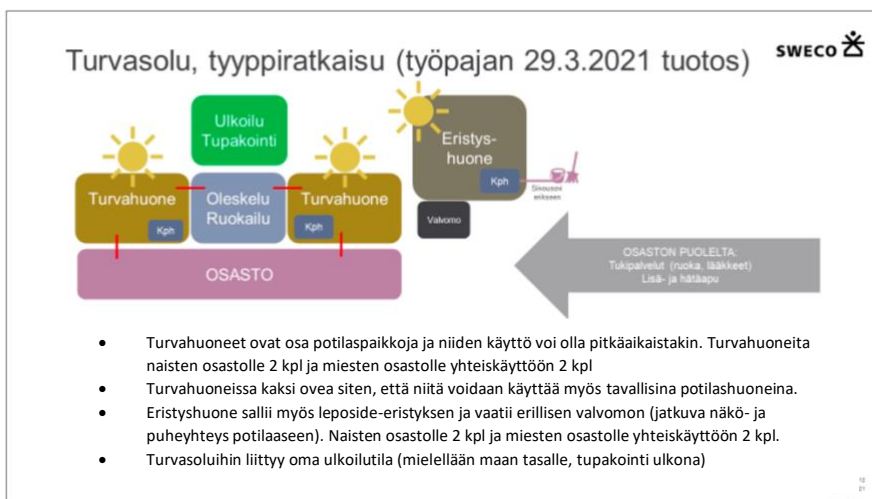 Turvasolu, tyyppiratkaisu (työpajan 29.3.2021 tuotos)
SWECO
Ulkoilu
Tupakointi
Eristys-
huone
Kph
Siivousovi
erikseen
Turvahuone
Kph
Oleskelu
Ruokailu
Turvahuone
Kph
Valvomo
OSASTO
OSASTON PUOLELTA:
Tukipalvelut (ruoka, lääkkeet)
Lisä- ja hätäapu
• Turvahuoneet ovat osa potilaspaikkoja ja niiden käyttö voi olla pitkäaikaistakin. Turvahuoneita
naisten osastolle 2 kpl ja miesten osastolle yhteiskäyttöön 2 kpl
• Turvahuoneissa kaksi ovea siten, että niitä voidaan käyttää myös tavallisina potilashuoneina.
• Eristyshuone sallii myös leposide-eristyksen ja vaatii erillisen valvomon (jatkuva näkö- ja
puheyhteys potilaaseen). Naisten osastolle 2 kpl ja miesten osastolle yhteiskäyttöön 2 kpl.
• Turvasoluihin liittyy oma ulkoilutila (mielellään maan tasalle, tupakointi ulkona)
12
21